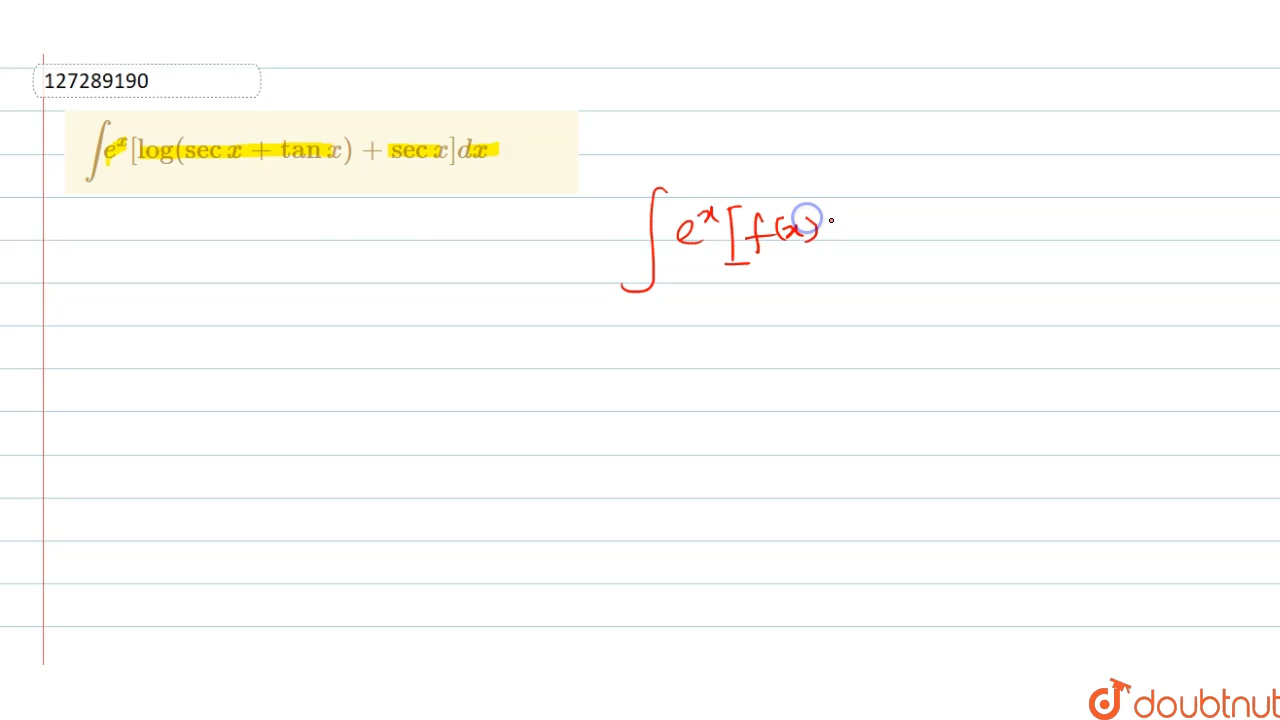 127289190
∫e^x[log(sec x + tan x) + sec x]dx
∫ e^x [f(x)
doubtnut